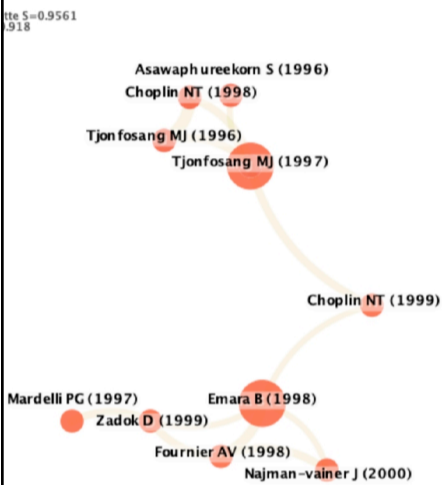 tte S=0.9561
.918
Asawaphureekorn S (1996)
Choplin NT (1998)
Tjonfosang MJ (1996)
Tjonfosang MJ (1997)
Choplin NT (1999)
Mardelli PG (1997)
Emara B (1998)
Zadok D (1999)
Fournier AV (1998)
Najman-vainer J (2000)